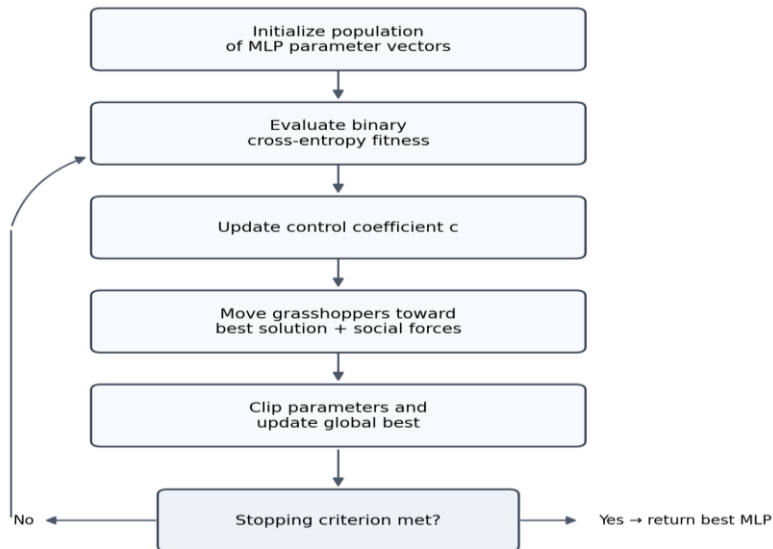 Initialize population
of MLP parameter vectors
Evaluate binary
cross-entropy fitness
Update control coefficient c
Move grasshoppers toward
best solution + social forces
Clip parameters and
update global best
No
Stopping criterion met?
Yes → return best MLP